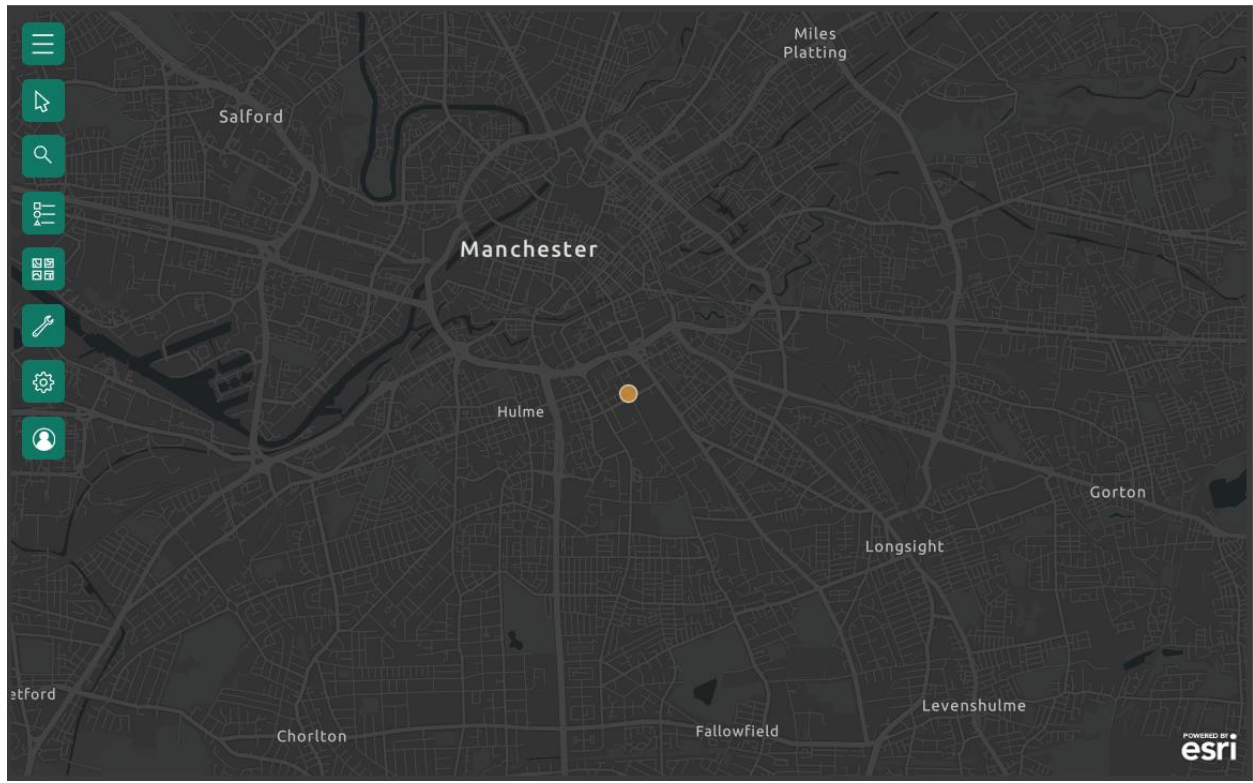 Miles
Platting
Salford
Manchester
Hulme
Gorton
Longsight
etford
Levenshulme
Fallowfield
Chorlton
POWERED BY
esri